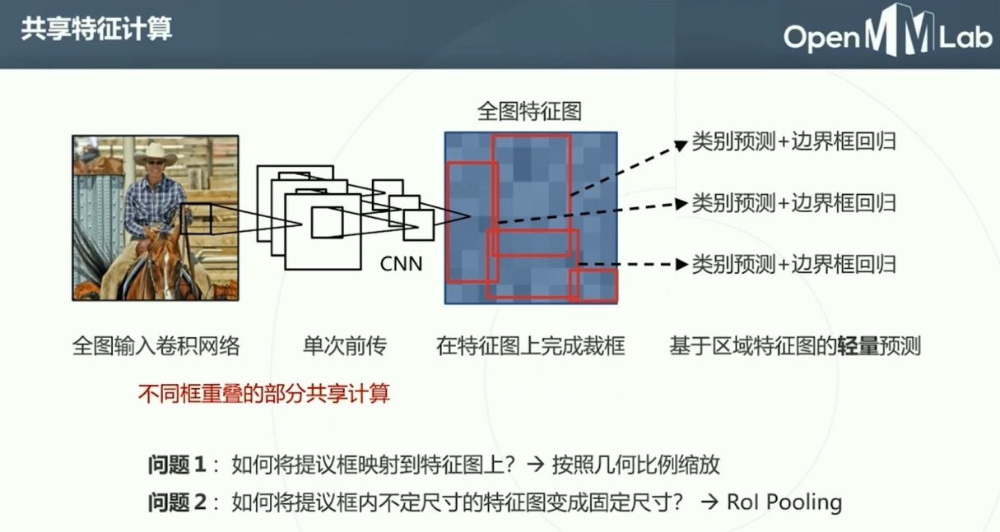 共享特征计算
OpenMMLab
全图特征图
类别预测+边界框回归
类别预测+边界框回归
类别预测+边界框回归
CNN
全图输入卷积网络
单次前传
在特征图上完成裁框
基于区域特征图的轻量预测
不同框重叠的部分共享计算
问题 1： 如何将提议框映射到特征图上？→ 按照几何比例缩放
问题 2： 如何将提议框内不定尺寸的特征图变成固定尺寸？ → RoI Pooling